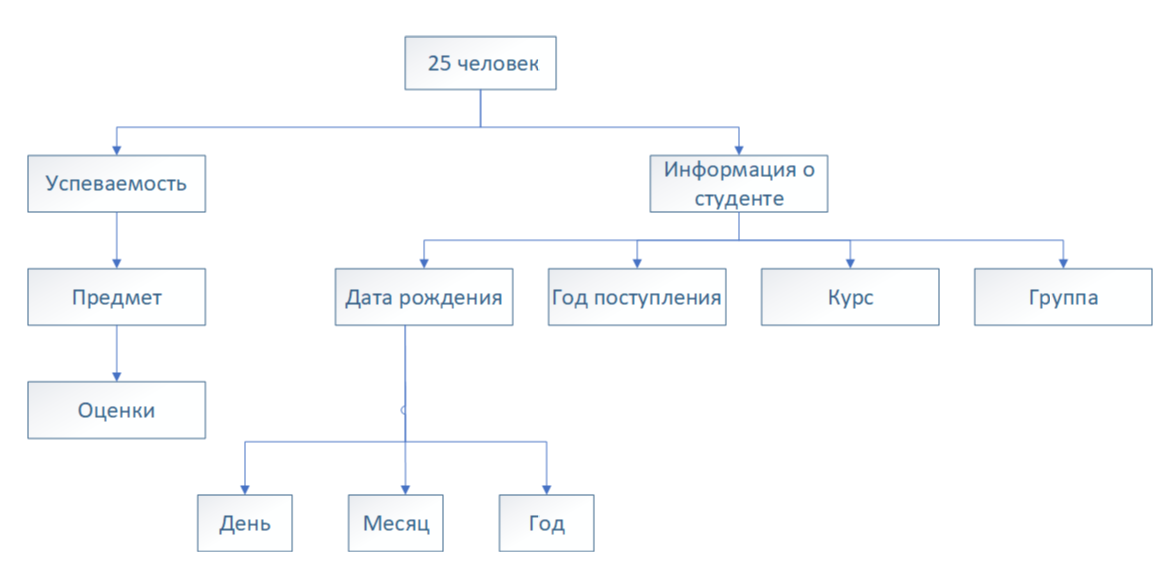 25 человек
Успеваемость
Информация о
студенте
Предмет
Дата рождения
Год поступления
Курс
Группа
Оценки
День
Месяц
Год